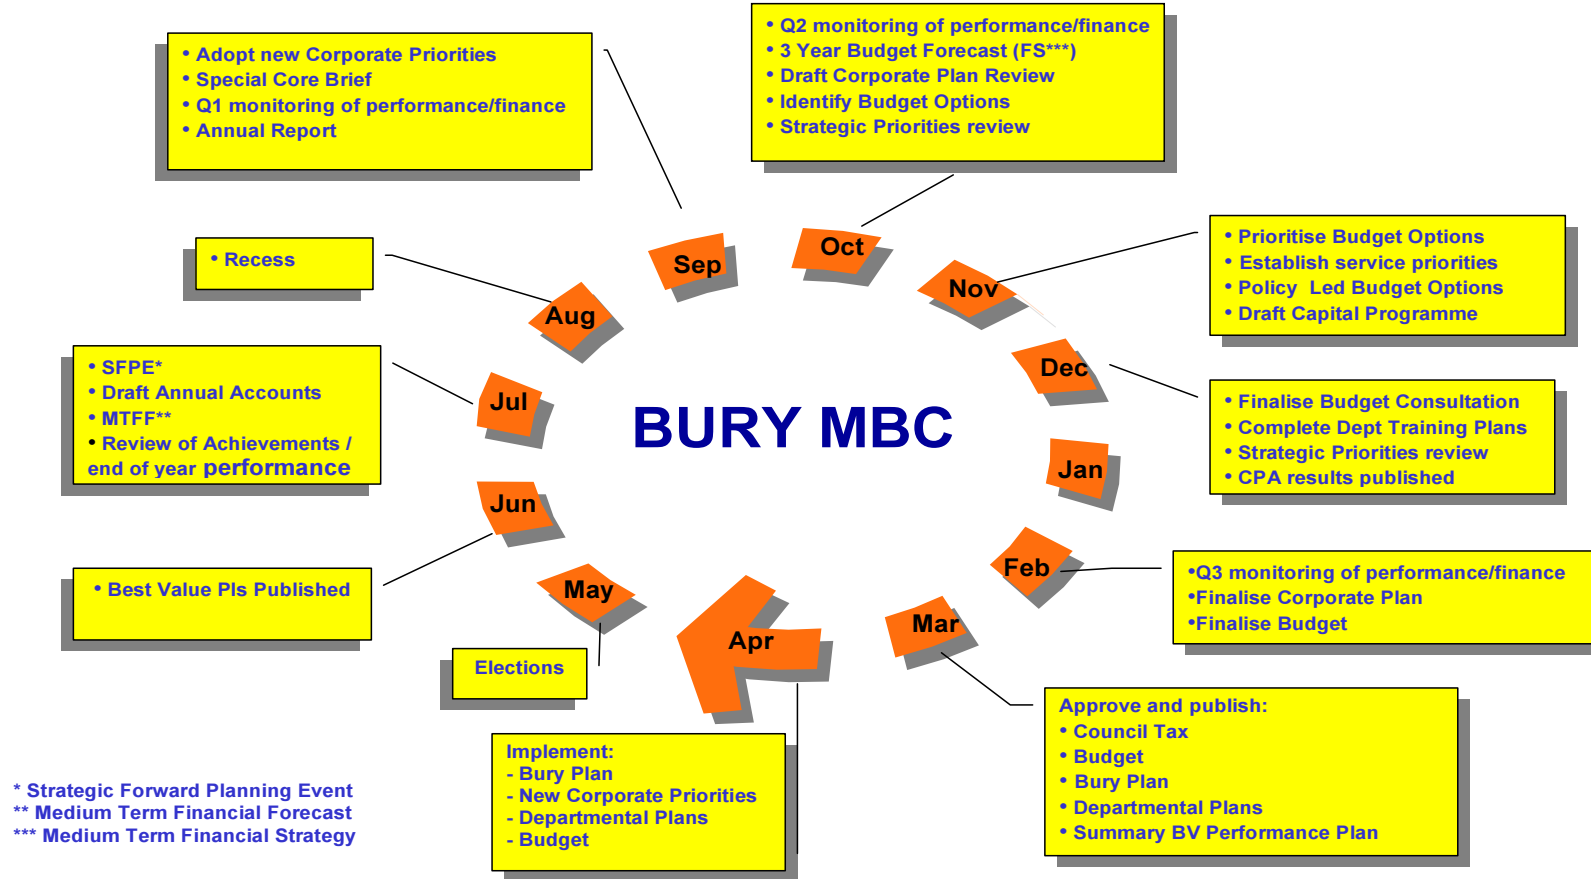 • Q2 monitoring of performance/finance
• 3 Year Budget Forecast (FS***)
• Draft Corporate Plan Review
• Identify Budget Options
• Strategic Priorities review
• Adopt new Corporate Priorities
• Special Core Brief
• Q1 monitoring of performance/finance
• Annual Report
• Recess
Sep
Oct
Nov
• Prioritise Budget Options
• Establish service priorities
• Policy Led Budget Options
• Draft Capital Programme
Aug
Dec
• SFPE*
• Draft Annual Accounts
• MTFF**
• Review of Achievements /
end of year performance
Jul
BURY MBC
• Finalise Budget Consultation
• Complete Dept Training Plans
• Strategic Priorities review
• CPA results published
Jan
Jun
Feb
• Best Value PIs Published
May
•Q3 monitoring of performance/finance
•Finalise Corporate Plan
•Finalise Budget
Mar
Apr
Elections
Approve and publish:
• Council Tax
• Budget
• Bury Plan
• Departmental Plans
• Summary BV Performance Plan
Implement:
- Bury Plan
- New Corporate Priorities
- Departmental Plans
- Budget
* Strategic Forward Planning Event
** Medium Term Financial Forecast
*** Medium Term Financial Strategy